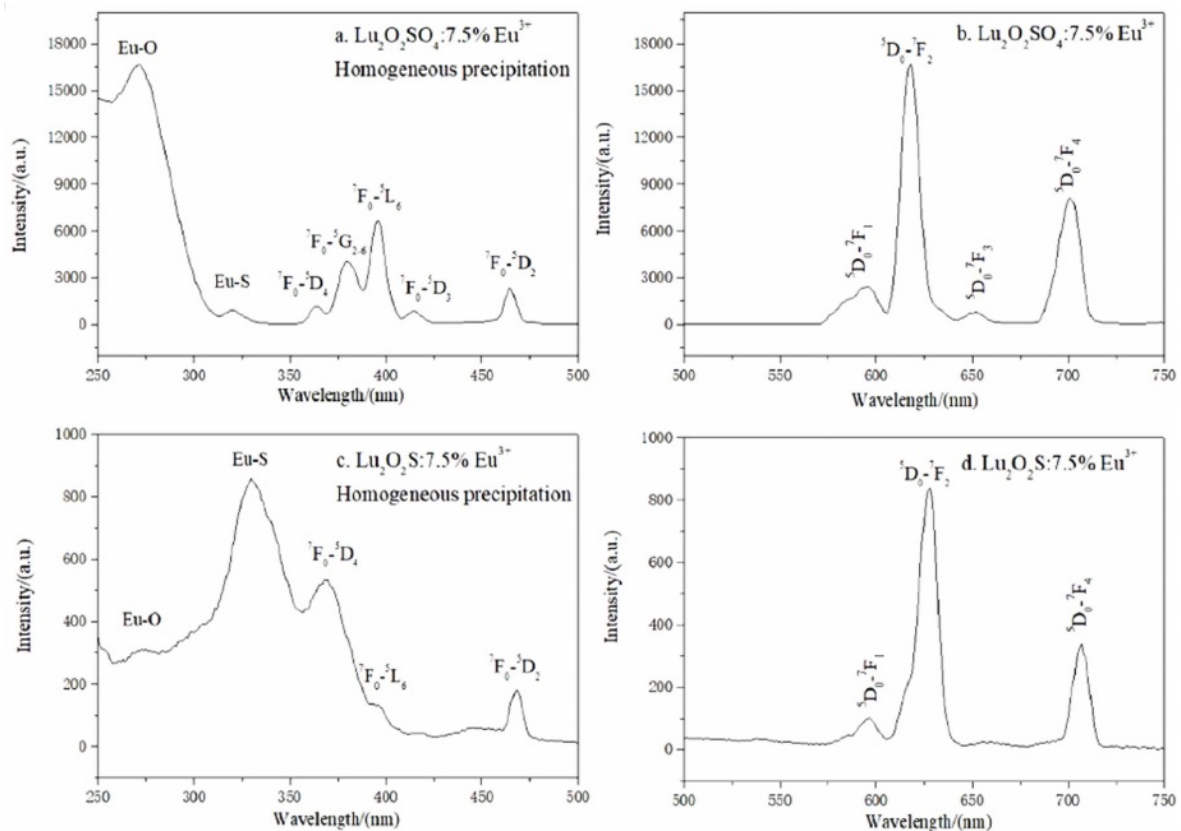 a. Lu₂O₂SO₄:7.5% Eu³⁺
Homogeneous precipitation
Eu-O
Eu-S
⁷F₀-⁵D₄
⁷F₀-⁵G₂₋₆
⁷F₀-⁵L₆
⁷F₀-⁵D₃
⁷F₀-⁵D₂
Intensity/(a.u.)
18000
15000
12000
9000
6000
3000
0
250 300 350 400 450 500
Wavelength/(nm)
b. Lu₂O₂SO₄:7.5% Eu³⁺
⁵D₀-⁷F₁
⁵D₀-⁷F₂
⁵D₀-⁷F₃
⁵D₀-⁷F₄
Intensity/(a.u.)
18000
15000
12000
9000
6000
3000
0
500 550 600 650 700 750
Wavelength/(nm)
c. Lu₂O₂S:7.5% Eu³⁺
Homogeneous precipitation
Eu-O
Eu-S
⁷F₀-⁵D₄
⁷F₀-⁵L₆
⁷F₀-⁵D₂
Intensity/(a.u.)
1000
800
600
400
200
0
250 300 350 400 450 500
Wavelength/(nm)
d. Lu₂O₂S:7.5% Eu³⁺
⁵D₀-⁷F₁
⁵D₀-⁷F₂
⁵D₀-⁷F₄
Intensity/(a.u.)
1000
800
600
400
200
0
500 550 600 650 700 750
Wavelength/(nm)